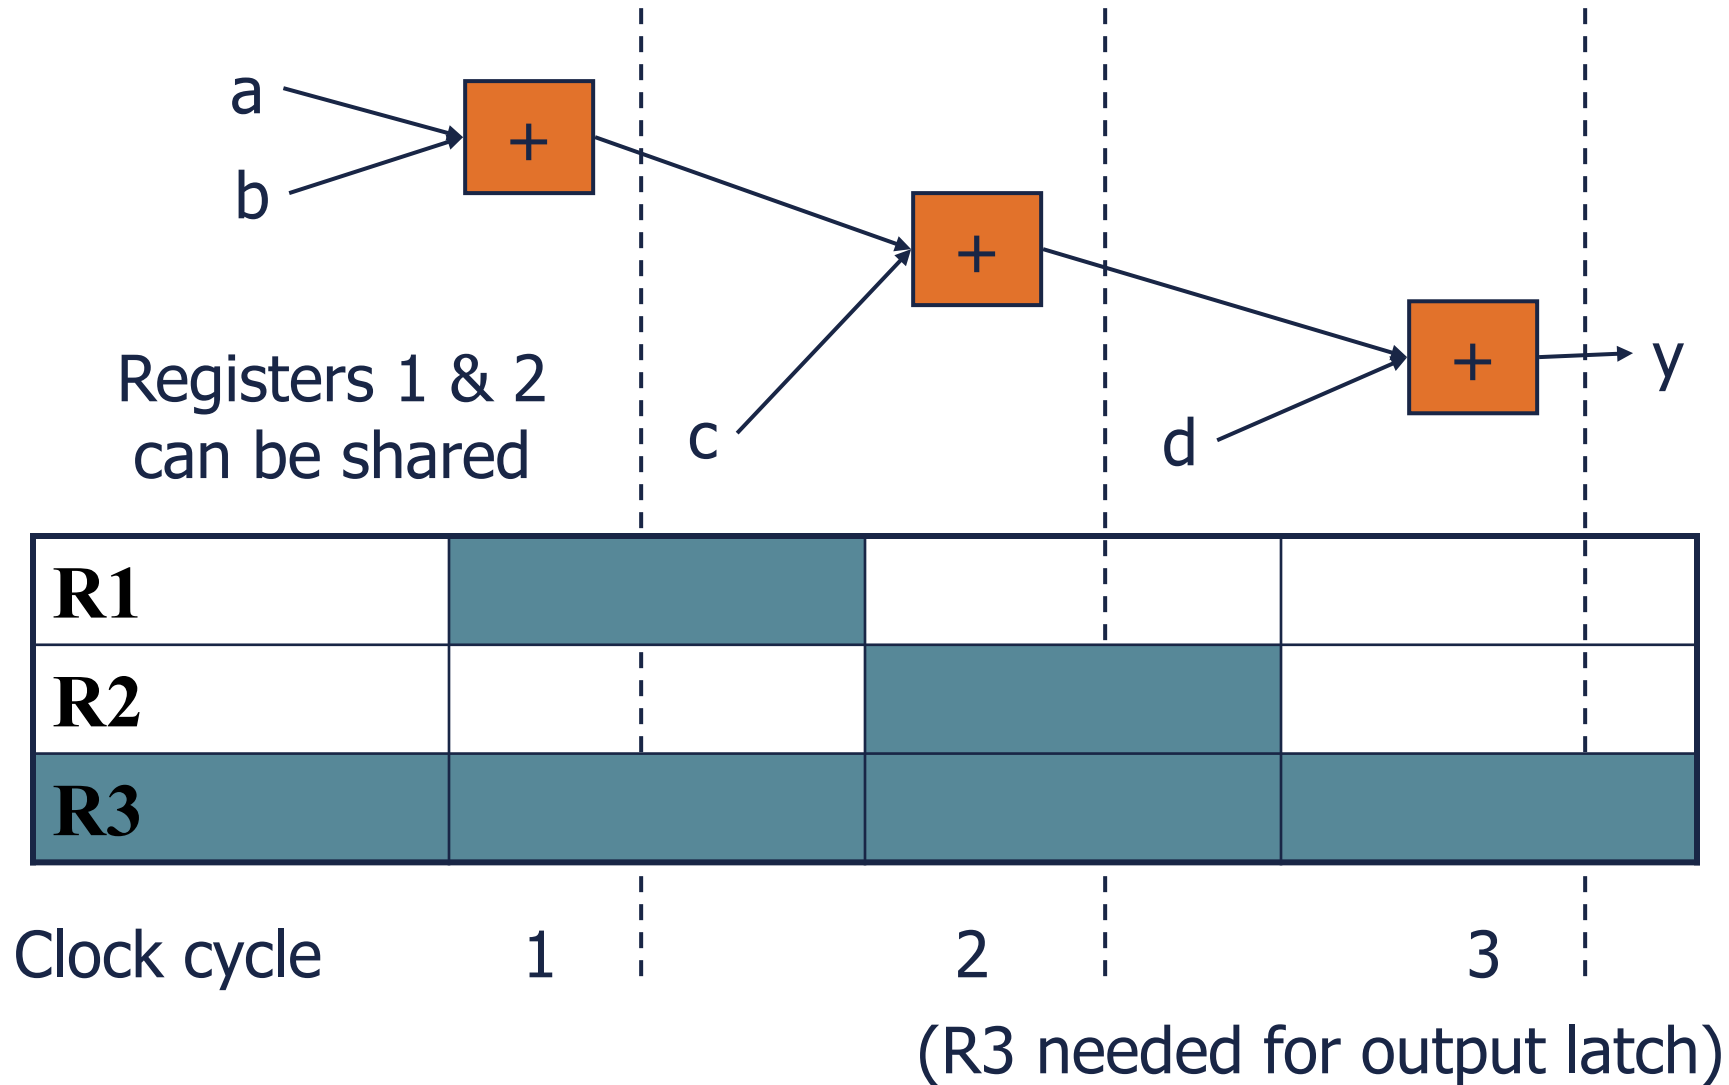 a
b
+
+
+
y
c
d
Registers 1 & 2
can be shared
R1
R2
R3
Clock cycle 1 2 3
(R3 needed for output latch)